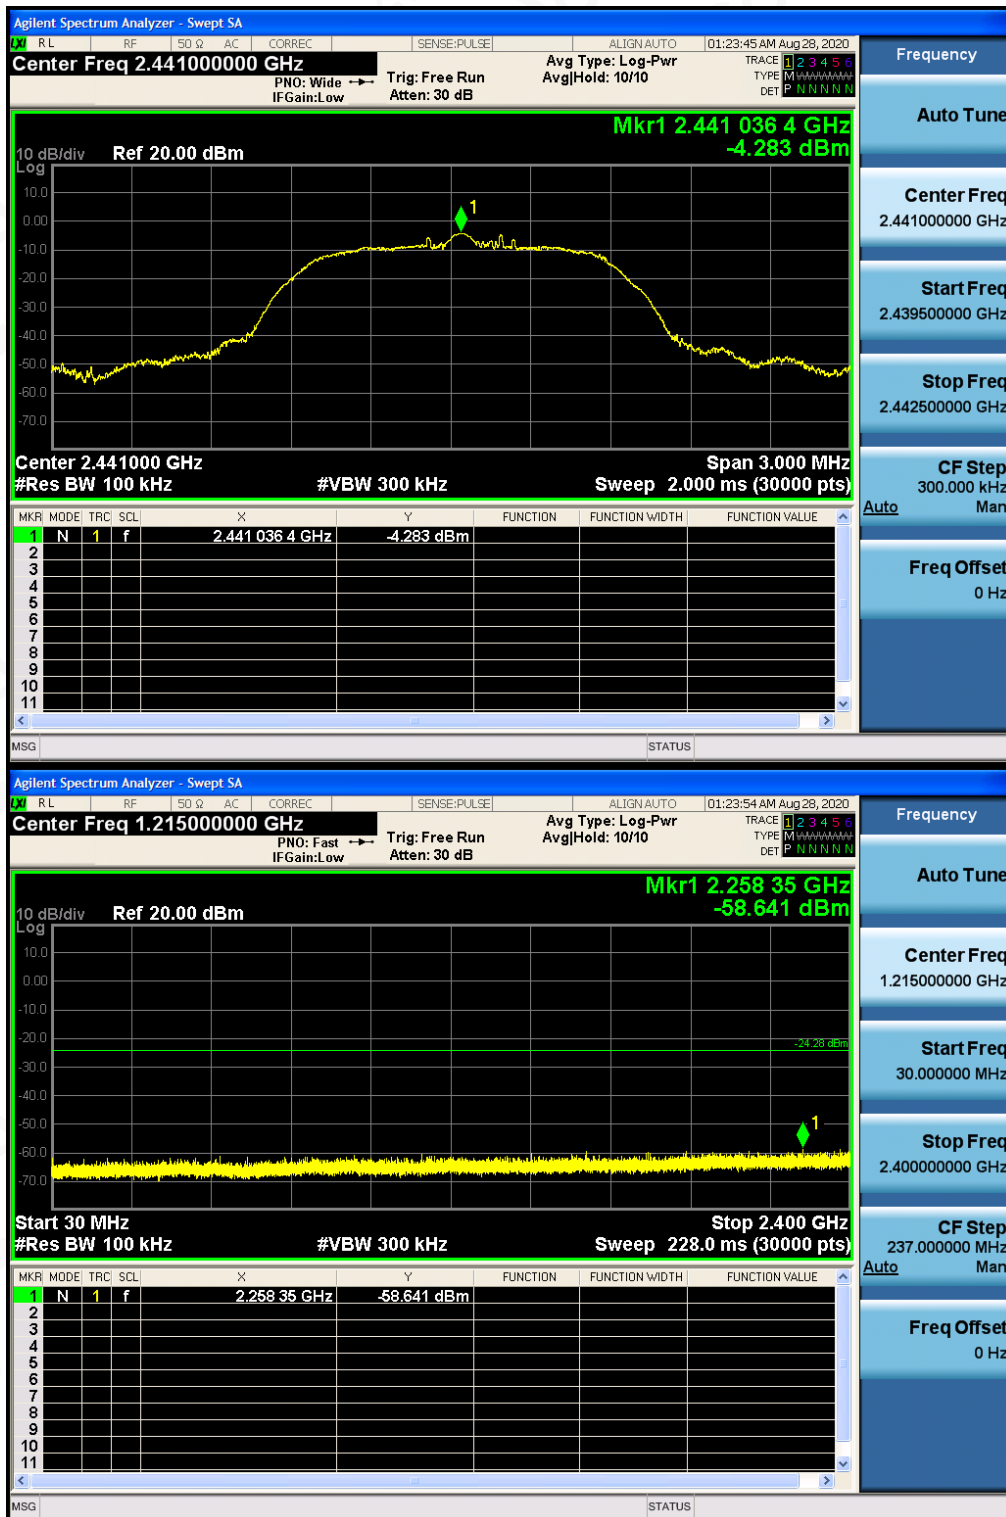 Agilent Spectrum Analyzer - Swept SA
LXI RL RF 50 Ω AC CORREC SENSE:PULSE ALIGN AUTO 01:23:45 AM Aug 28, 2020
Center Freq 2.441000000 GHz
PNO: Wide
IFGain:Low
Trig: Free Run
Atten: 30 dB
Avg Type: Log-Pwr
Avg|Hold: 10/10
TRACE 1 2 3 4 5 6
TYPE M WWWWW
DET P N N N N N
Mkr1 2.441 036 4 GHz
-4.283 dBm
10 dB/div Ref 20.00 dBm
Log
10.0
0.00
-10.0
-20.0
-30.0
-40.0
-50.0
-60.0
-70.0
1
Center 2.441000 GHz Span 3.000 MHz
#Res BW 100 kHz #VBW 300 kHz Sweep 2.000 ms (30000 pts)
MKR MODE TRC SCL X Y FUNCTION FUNCTION WIDTH FUNCTION VALUE
1 N 1 f 2.441 036 4 GHz -4.283 dBm
2
3
4
5
6
7
8
9
10
11
MSG STATUS
Frequency
Auto Tune
Center Freq
2.441000000 GHz
Start Freq
2.439500000 GHz
Stop Freq
2.442500000 GHz
CF Step
300.000 kHz
Auto Man
Freq Offset
0 Hz
Agilent Spectrum Analyzer - Swept SA
LXI RL RF 50 Ω AC CORREC SENSE:PULSE ALIGN AUTO 01:23:54 AM Aug 28, 2020
Center Freq 1.215000000 GHz
PNO: Fast
IFGain:Low
Trig: Free Run
Atten: 30 dB
Avg Type: Log-Pwr
Avg|Hold: 10/10
TRACE 1 2 3 4 5 6
TYPE M WWWWW
DET P N N N N N
Mkr1 2.258 35 GHz
-58.641 dBm
10 dB/div Ref 20.00 dBm
Log
10.0
0.00
-10.0
-20.0
-30.0
-40.0
-50.0
-60.0
-70.0
-24.28 dBm
1
Start 30 MHz Stop 2.400 GHz
#Res BW 100 kHz #VBW 300 kHz Sweep 228.0 ms (30000 pts)
MKR MODE TRC SCL X Y FUNCTION FUNCTION WIDTH FUNCTION VALUE
1 N 1 f 2.258 35 GHz -58.641 dBm
2
3
4
5
6
7
8
9
10
11
MSG STATUS
Frequency
Auto Tune
Center Freq
1.215000000 GHz
Start Freq
30.000000 MHz
Stop Freq
2.400000000 GHz
CF Step
237.000000 MHz
Auto Man
Freq Offset
0 Hz